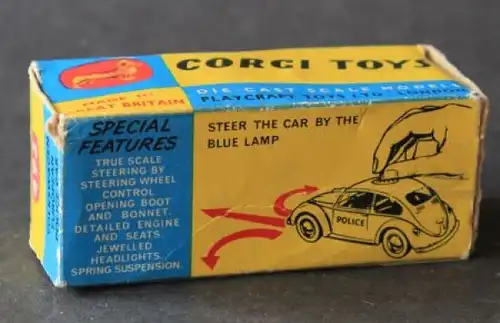 CORGI TOYS
DIE CAST SCALE MODELS
PLAYCRAFT TOYS LTD. LONDON
MADE IN
GREAT BRITAIN
SPECIAL
FEATURES
TRUE SCALE
STEERING BY
STEERING WHEEL
CONTROL.
OPENING BOOT
AND BONNET.
DETAILED ENGINE
AND SEATS.
JEWELLED
HEADLIGHTS.
SPRING SUSPENSION.
STEER THE CAR BY THE
BLUE LAMP
POLICE